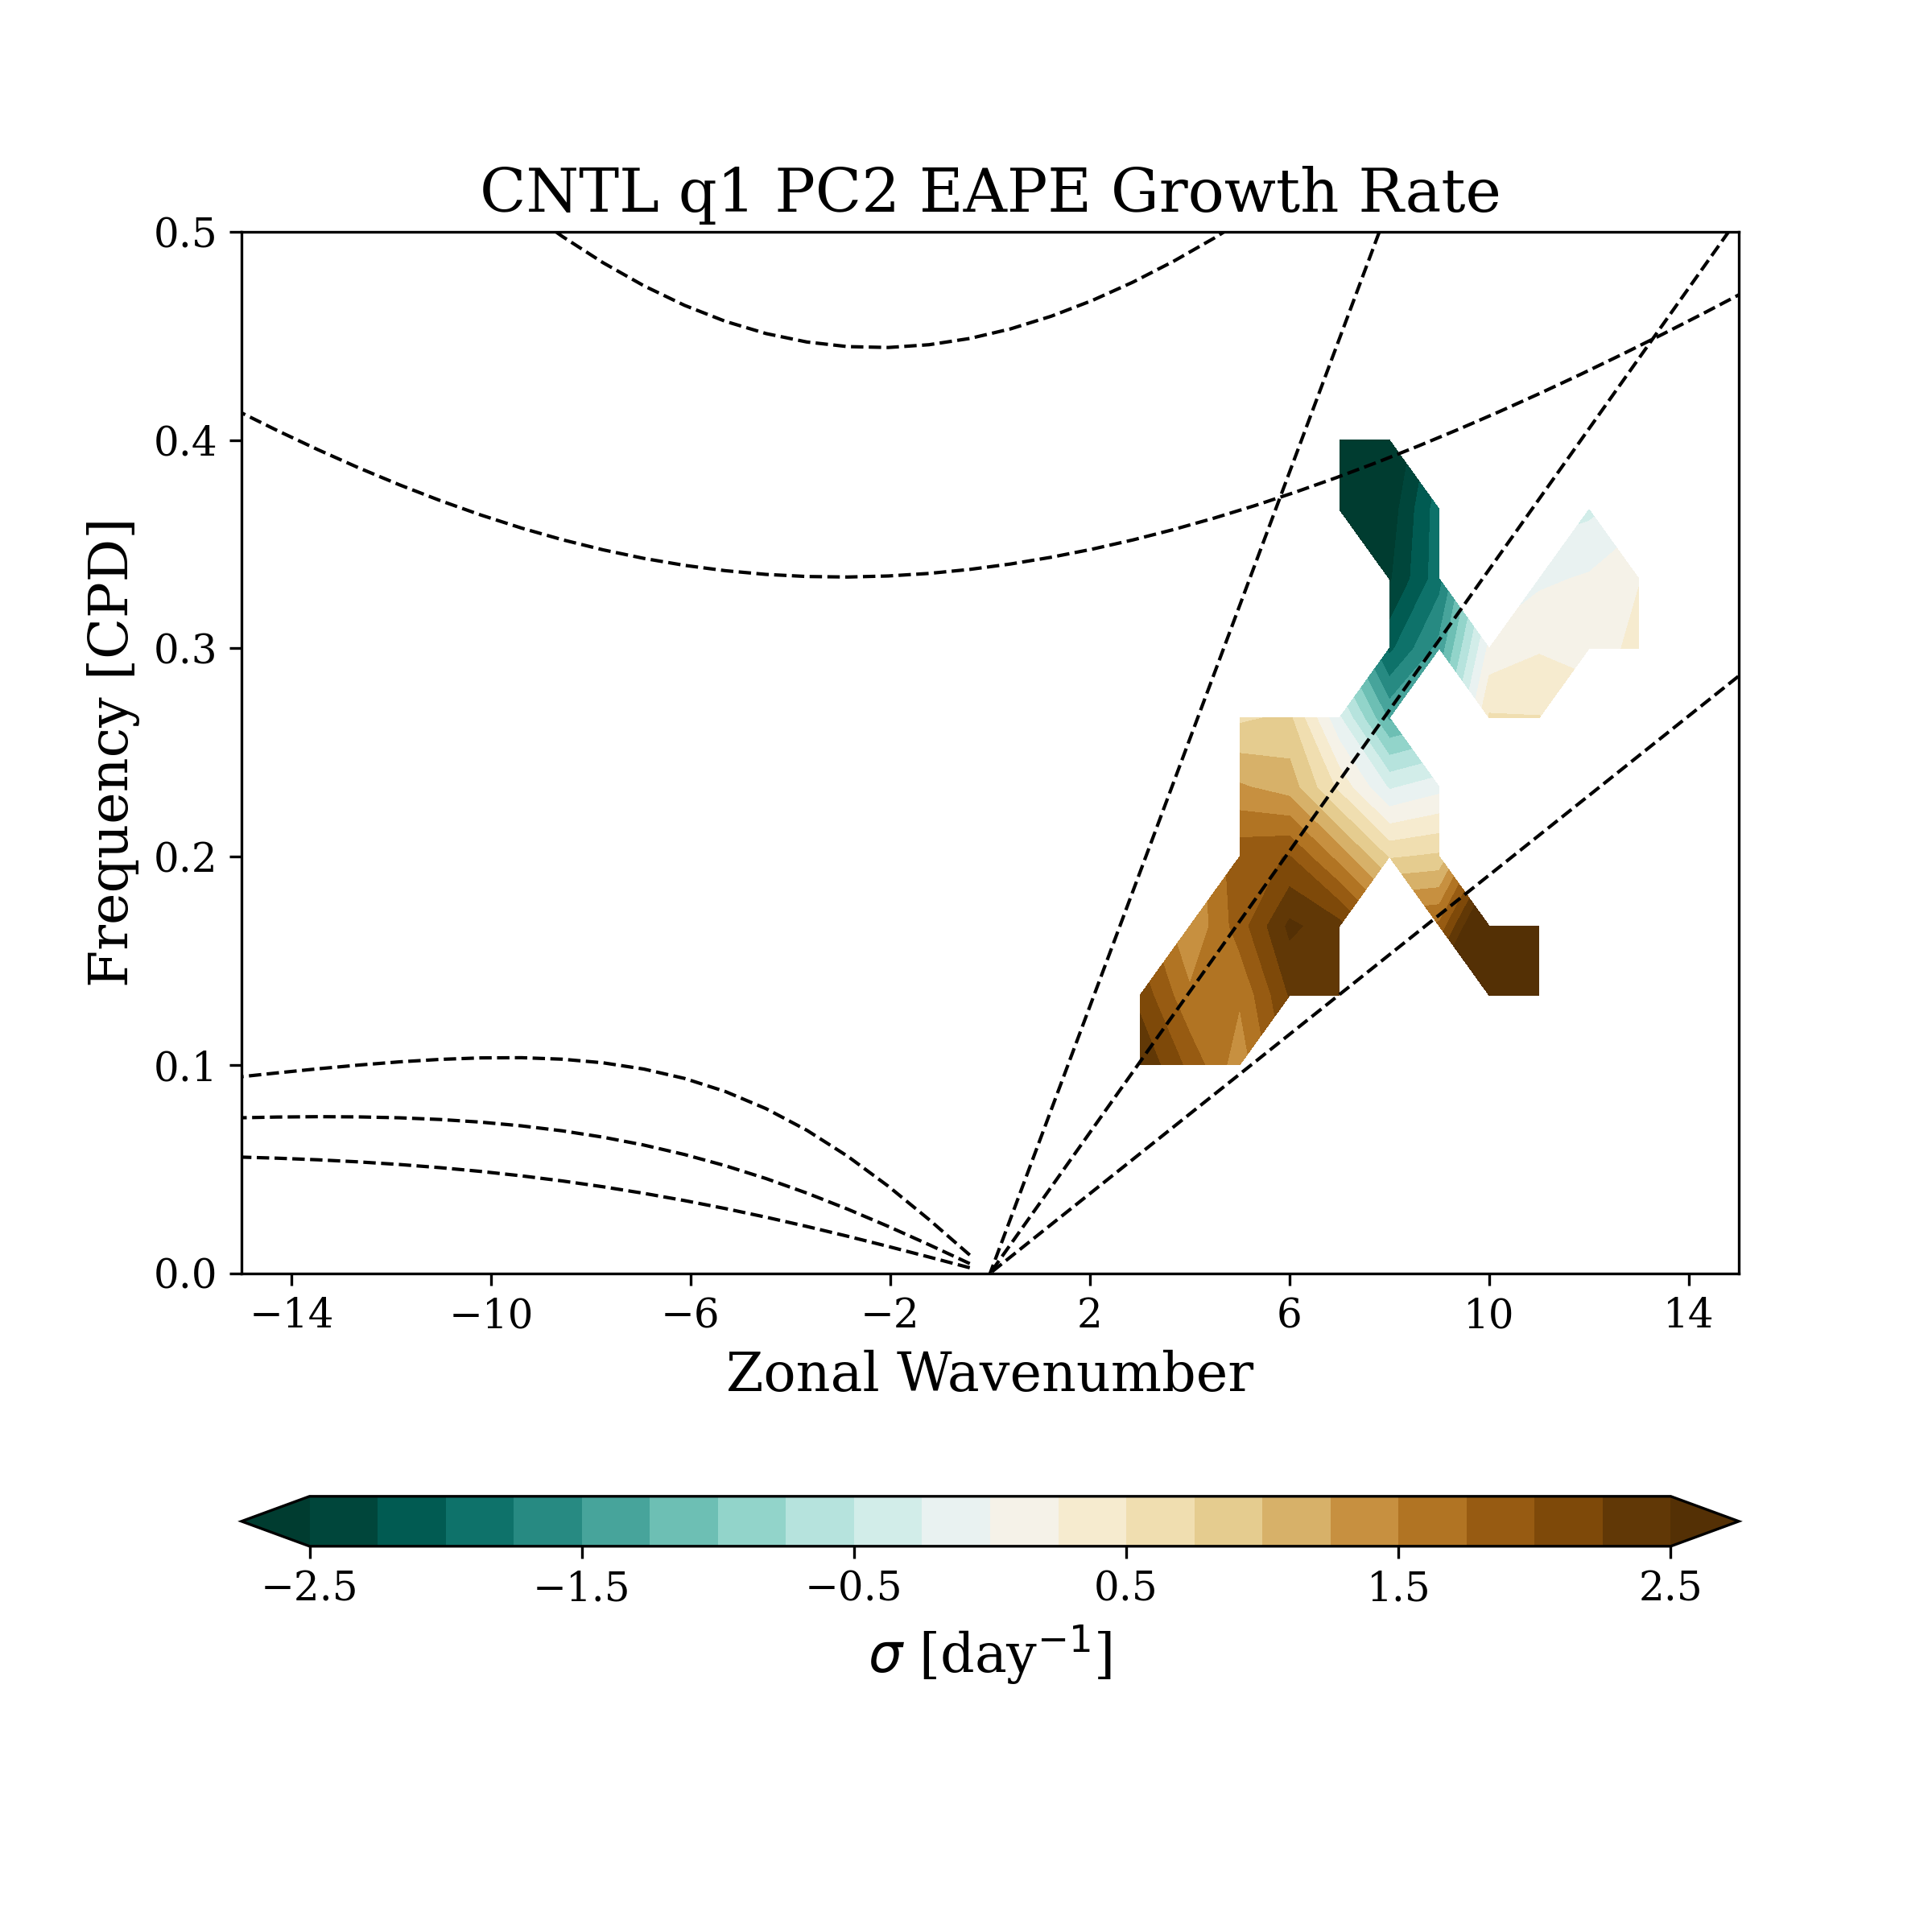 CNTL q1 PC2 EAPE Growth Rate
0.5
0.4
0.3
0.2
0.1
0.0
Frequency [CPD]
−14 −10 −6 −2 2 6 10 14
Zonal Wavenumber
−2.5 −1.5 −0.5 0.5 1.5 2.5
σ [day⁻¹]